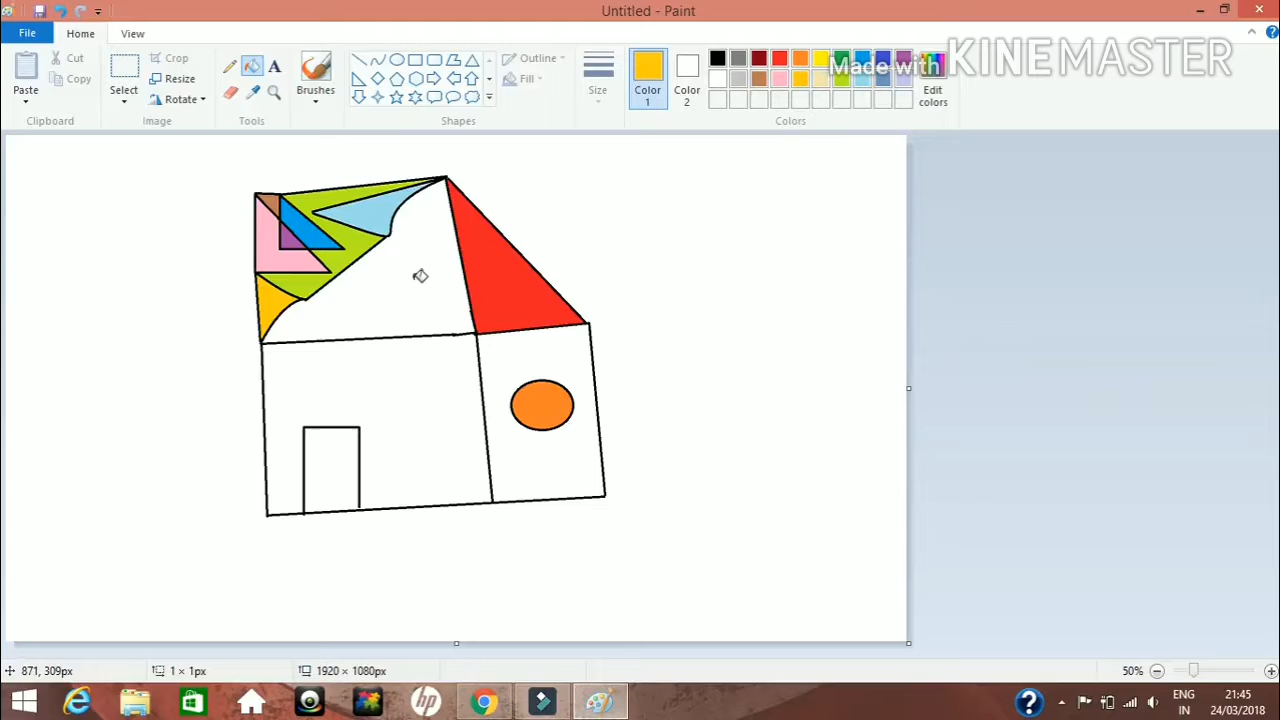 Untitled - Paint
File Home View
Paste
Cut
Copy
Clipboard
Select
Crop
Resize
Rotate
Image
A
Tools
Brushes
Outline
Fill
Shapes
Size
Color 1
Color 2
Edit colors
Colors
Made with KINEMASTER
871, 309px
1 × 1px
1920 × 1080px
50%
hp
ENG
IN
21:45
24/03/2018